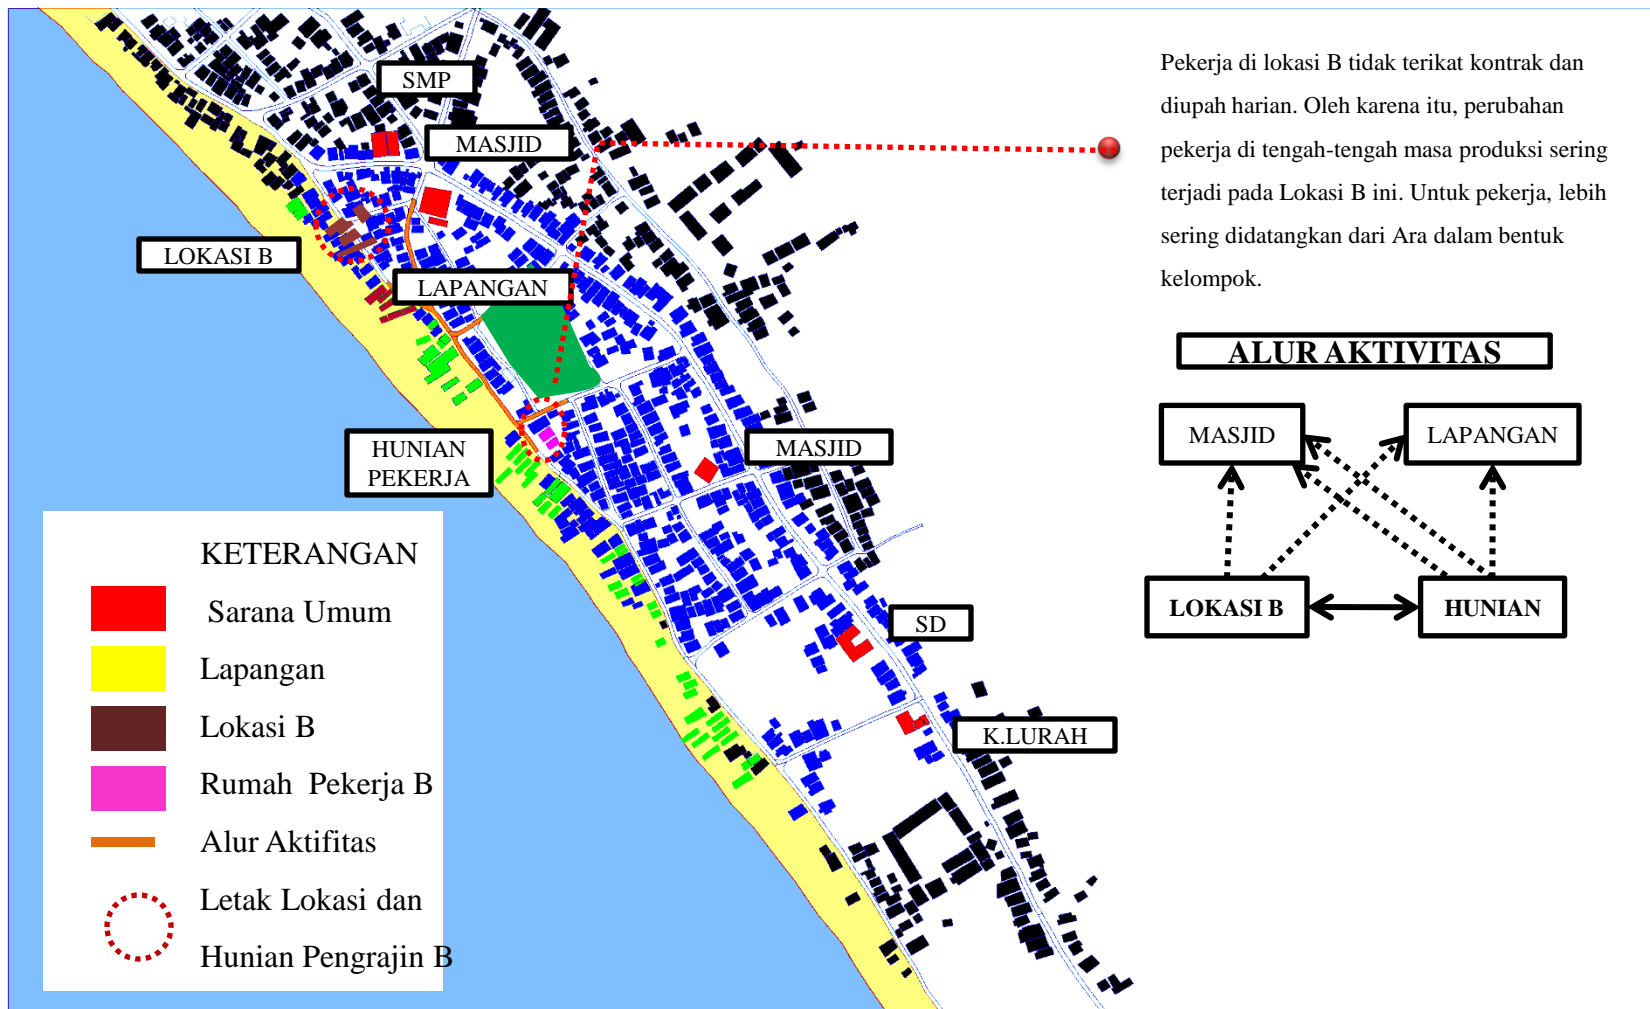 SMP
MASJID
LOKASI B
LAPANGAN
HUNIAN
PEKERJA
MASJID
SD
K.LURAH
KETERANGAN
Sarana Umum
Lapangan
Lokasi B
Rumah Pekerja B
Alur Aktifitas
Letak Lokasi dan
Hunian Pengrajin B
Pekerja di lokasi B tidak terikat kontrak dan
diupah harian. Oleh karena itu, perubahan
pekerja di tengah-tengah masa produksi sering
terjadi pada Lokasi B ini. Untuk pekerja, lebih
sering didatangkan dari Ara dalam bentuk
kelompok.
ALUR AKTIVITAS
MASJID
LAPANGAN
LOKASI B
HUNIAN